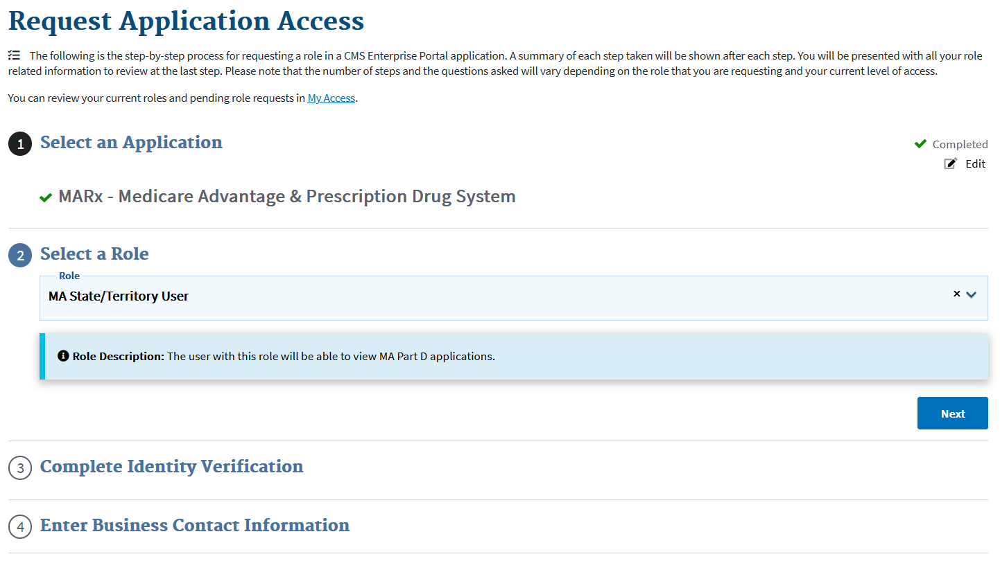 Request Application Access
The following is the step-by-step process for requesting a role in a CMS Enterprise Portal application. A summary of each step taken will be shown after each step. You will be presented with all your role
related information to review at the last step. Please note that the number of steps and the questions asked will vary depending on the role that you are requesting and your current level of access.
You can review your current roles and pending role requests in My Access.
1 Select an Application
Completed
Edit
MARx - Medicare Advantage & Prescription Drug System
2 Select a Role
Role
MA State/Territory User
Role Description: The user with this role will be able to view MA Part D applications.
Next
3 Complete Identity Verification
4 Enter Business Contact Information